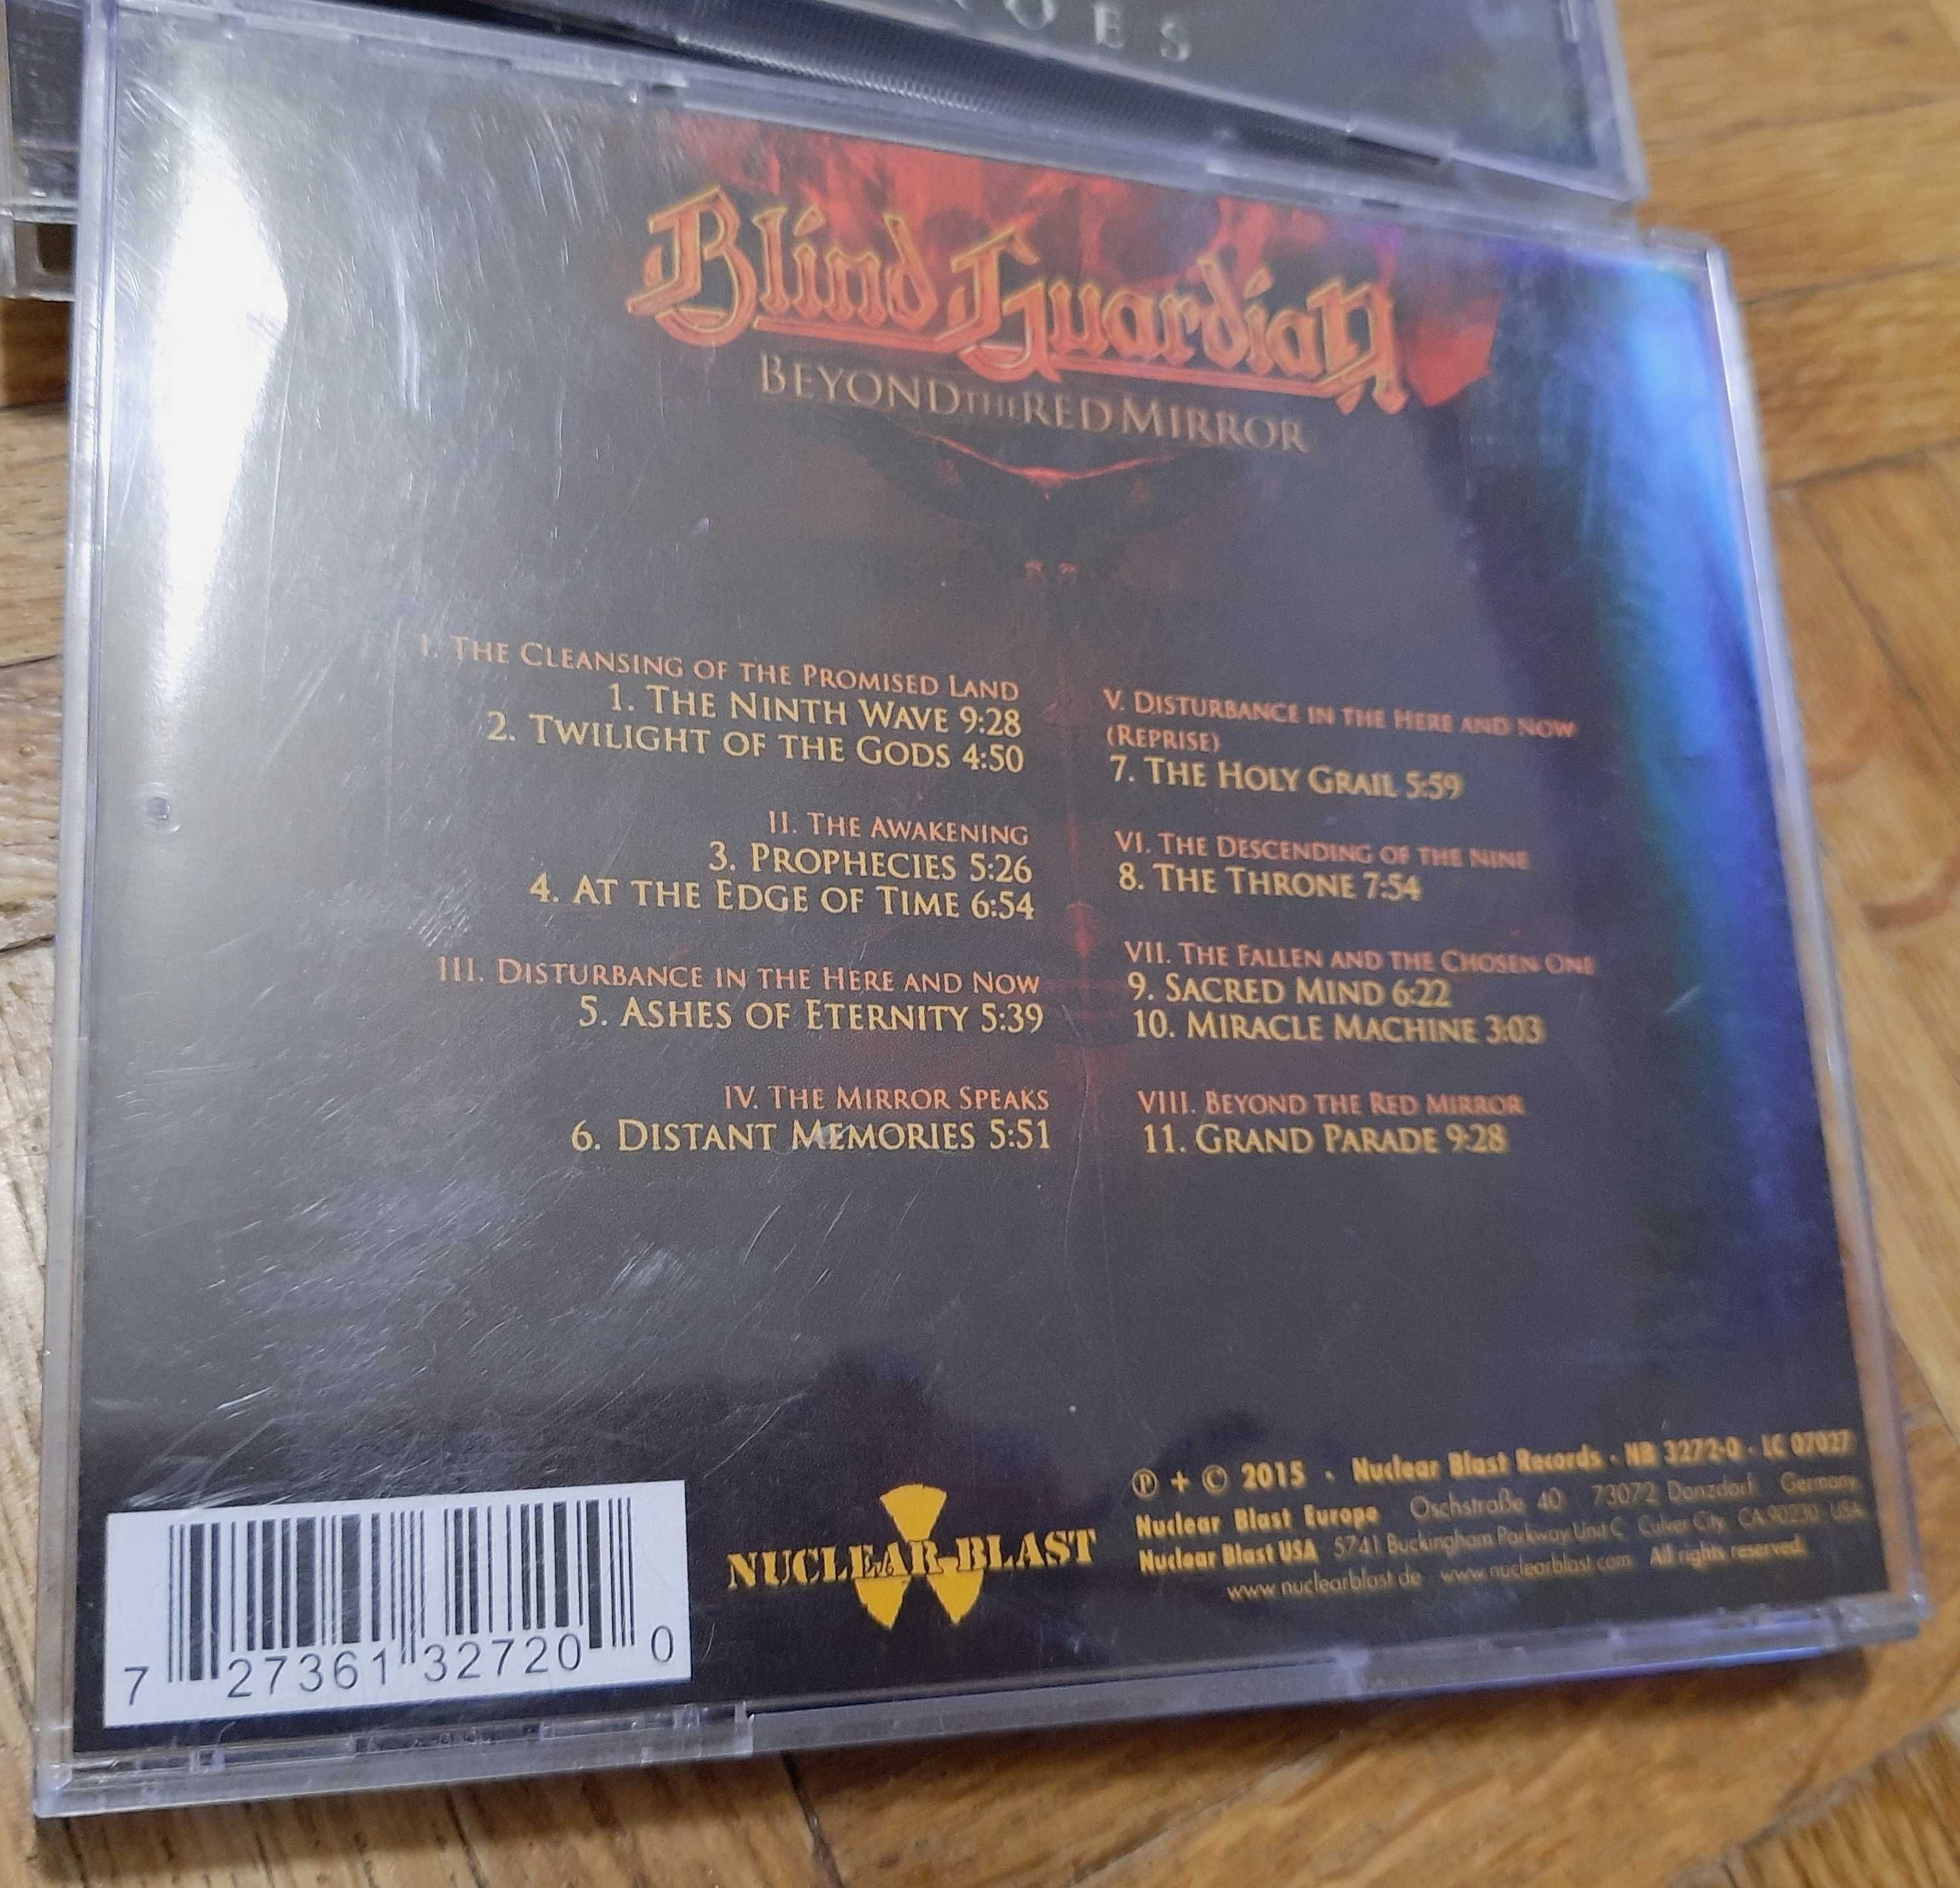 Blind Guardian
BEYOND THE RED MIRROR
I. THE CLEANSING OF THE PROMISED LAND
1. THE NINTH WAVE 9:28
2. TWILIGHT OF THE GODS 4:50
II. THE AWAKENING
3. PROPHECIES 5:26
4. AT THE EDGE OF TIME 6:54
III. DISTURBANCE IN THE HERE AND NOW
5. ASHES OF ETERNITY 5:39
IV. THE MIRROR SPEAKS
6. DISTANT MEMORIES 5:51
V. DISTURBANCE IN THE HERE AND NOW
(REPRISE)
7. THE HOLY GRAIL 5:59
VI. THE DESCENDING OF THE NINE
8. THE THRONE 7:54
VII. THE FALLEN AND THE CHOSEN ONE
9. SACRED MIND 6:22
10. MIRACLE MACHINE 3:03
VIII. BEYOND THE RED MIRROR
11. GRAND PARADE 9:28
7 27361 32720 0
NUCLEAR BLAST
℗ + © 2015 · Nuclear Blast Records · NB 3272-0 · LC 07027
Nuclear Blast Europe Oschstraße 40 73072 Donzdorf Germany
Nuclear Blast USA 5741 Buckingham Parkway Unit C Culver City CA 90230 USA
www.nuclearblast.de www.nuclearblast.com All rights reserved.